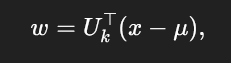 w = U_k^⊤(x − μ),